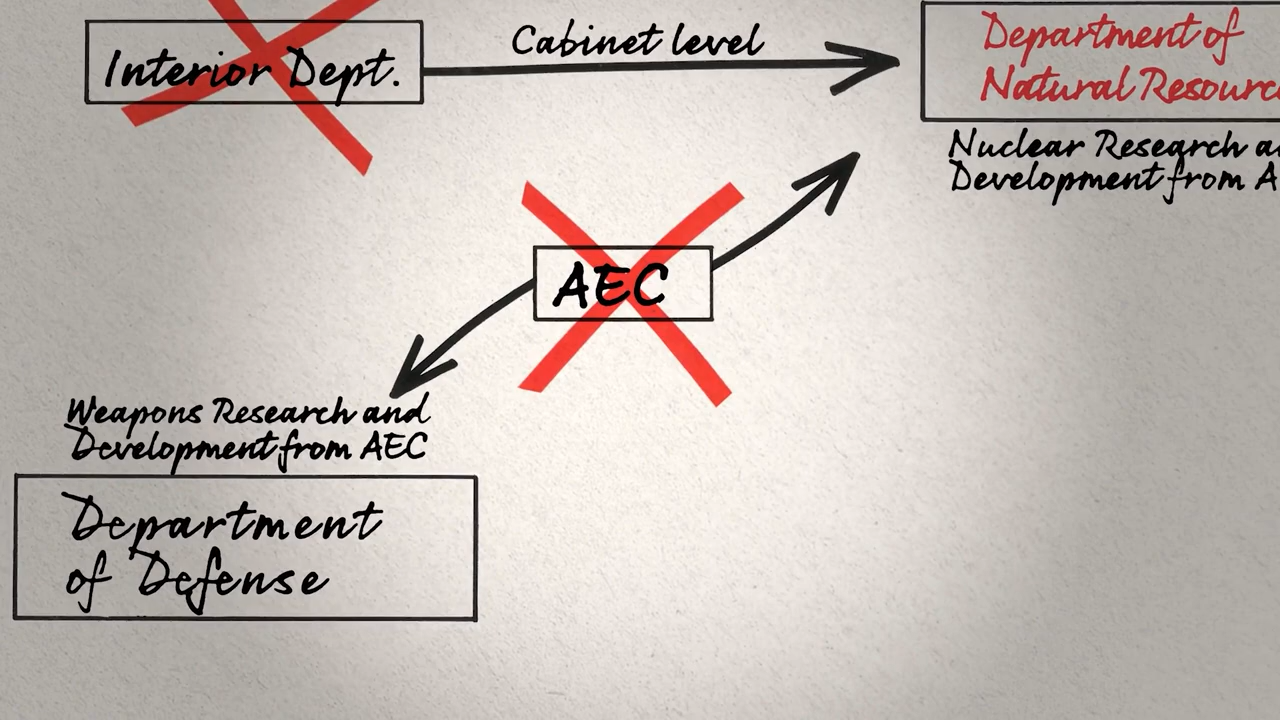 Interior Dept.
Cabinet level
Department of
Natural
Nuclear Research
Development from
AEC
Weapons Research and
Development from AEC
Department
of Defense